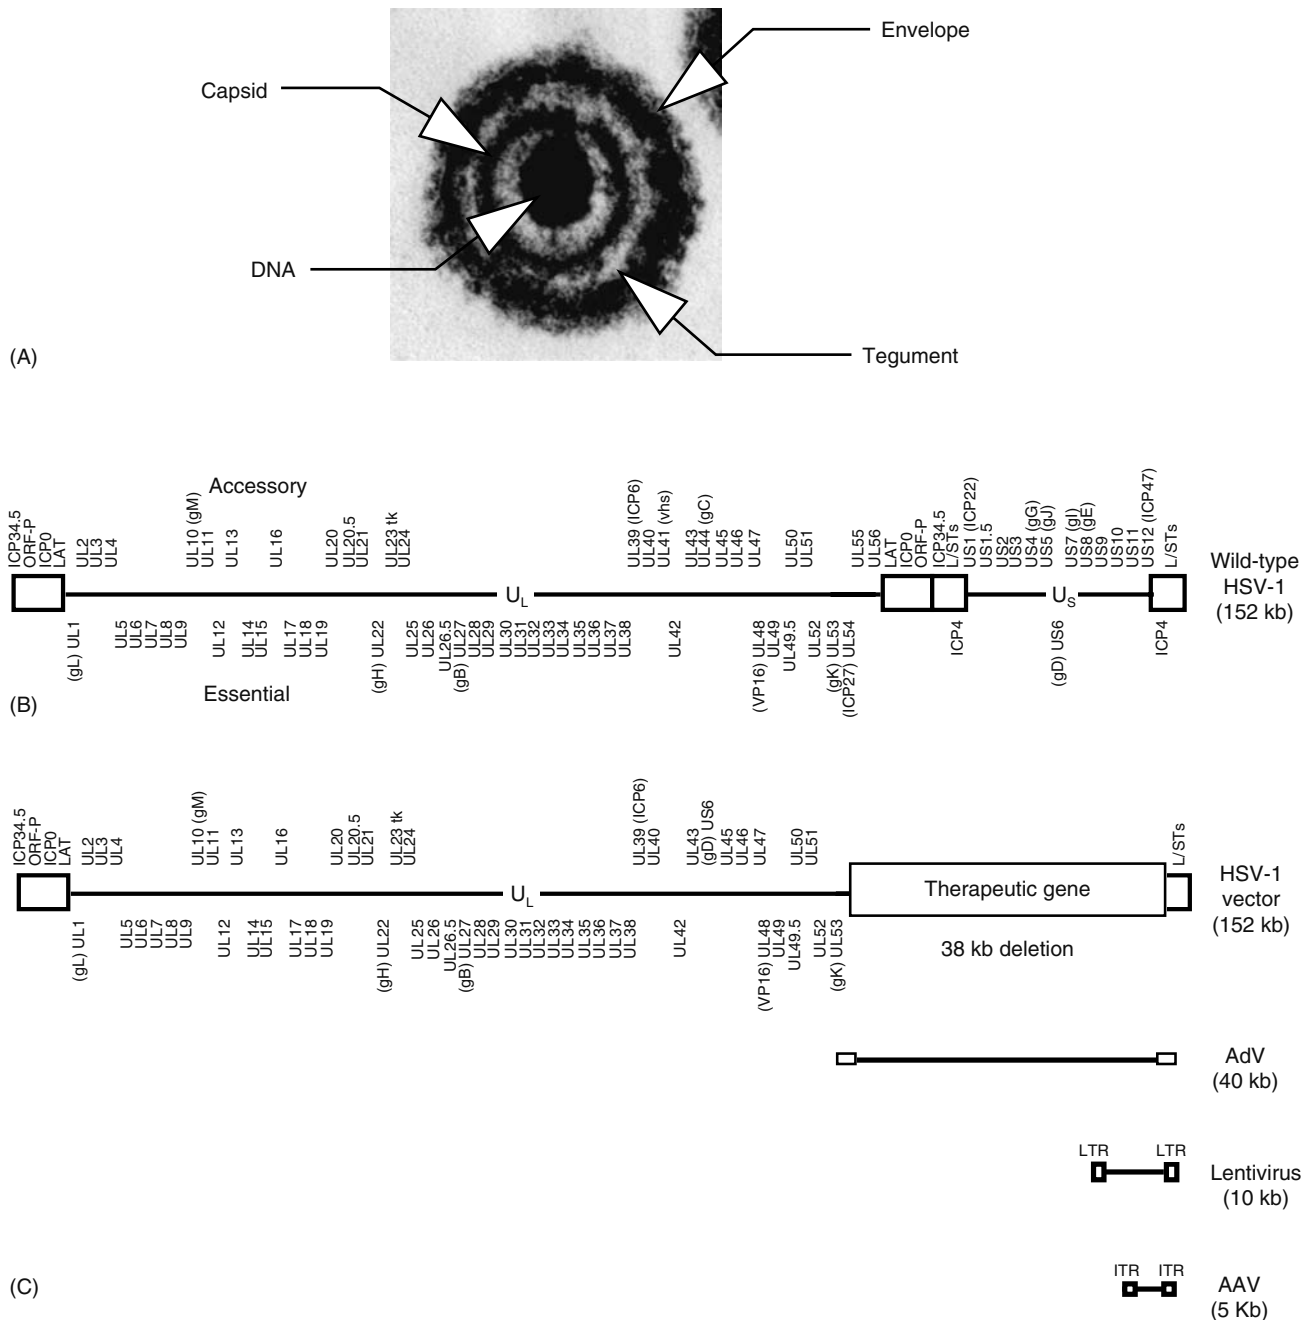 Envelope
Capsid
DNA
Tegument
(A)
Accessory
ICP34.5
ORF-P
ICP0
LAT
UL2
UL3
UL4
UL10 (gM)
UL11
UL13
UL16
UL20
UL20.5
UL21
UL23 tk
UL24
UL39 (ICP6)
UL40
UL41 (vhs)
UL43
UL44 (gC)
UL45
UL46
UL47
UL50
UL51
UL55
UL56
LAT
ICP0
ORF-P
ICP34.5
L/STs
US1 (ICP22)
US1.5
US2
US3
US4 (gG)
US5 (gJ)
US7 (gI)
US8 (gE)
US9
US10
US11
US12 (ICP47)
L/STs
UL
US
Wild-type
HSV-1
(152 kb)
(gL) UL1
UL5
UL6
UL7
UL8
UL9
UL12
UL14
UL15
UL17
UL18
UL19
(gH) UL22
UL25
UL26
UL26.5
(gB) UL27
UL28
UL29
UL30
UL31
UL32
UL33
UL34
UL35
UL36
UL37
UL38
UL42
(VP16) UL48
UL49
UL49.5
UL52
(gK) UL53
(ICP27) UL54
ICP4
(gD) US6
ICP4
Essential
(B)
ICP34.5
ORF-P
ICP0
LAT
UL2
UL3
UL4
UL10 (gM)
UL11
UL13
UL16
UL20
UL20.5
UL21
UL23 tk
UL24
UL39 (ICP6)
UL40
UL43
(gD) US6
UL45
UL46
UL47
UL50
UL51
L/STs
UL
Therapeutic gene
HSV-1
vector
(152 kb)
(gL) UL1
UL5
UL6
UL7
UL8
UL9
UL12
UL14
UL15
UL17
UL18
UL19
(gH) UL22
UL25
UL26
UL26.5
(gB) UL27
UL28
UL29
UL30
UL31
UL32
UL33
UL34
UL35
UL36
UL37
UL38
UL42
(VP16) UL48
UL49
UL49.5
UL52
(gK) UL53
38 kb deletion
AdV
(40 kb)
LTR
LTR
Lentivirus
(10 kb)
ITR
ITR
AAV
(5 Kb)
(C)